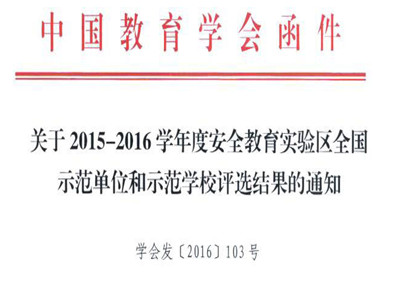 中国教育学会函件
关于 2015-2016 学年度安全教育实验区全国
示范单位和示范学校评选结果的通知
学会发〔2016〕103 号